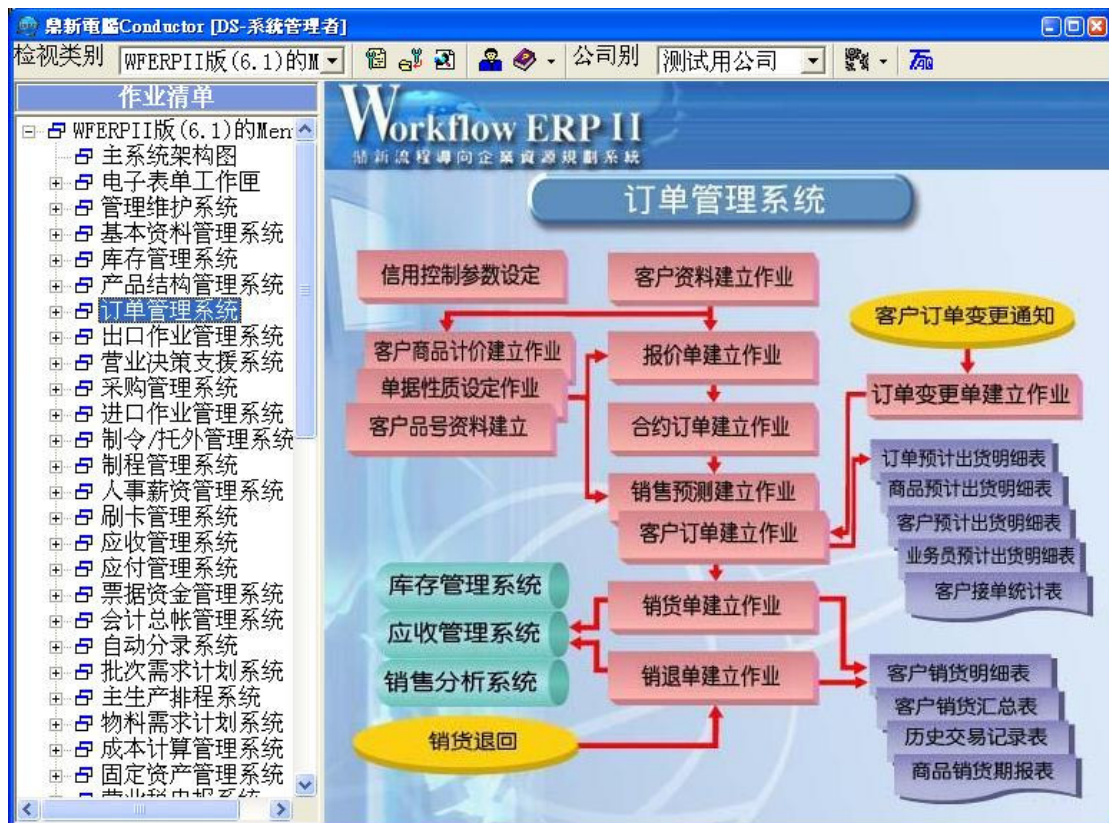 鼎新電腦Conductor [DS-系統管理者]
检视类别 WFERPII版(6.1)的M 公司别 测试用公司
作业清单
WFERPII版(6.1)的Men
主系统架构图
电子表单工作匣
管理维护系统
基本资料管理系统
库存管理系统
产品结构管理系统
订单管理系统
出口作业管理系统
营业决策支援系统
采购管理系统
进口作业管理系统
制令/托外管理系统
制程管理系统
人事薪资管理系统
刷卡管理系统
应收管理系统
应付管理系统
票据资金管理系统
会计总帐管理系统
自动分录系统
批次需求计划系统
主生产排程系统
物料需求计划系统
成本计算管理系统
固定资产管理系统
营业税申报系统
Workflow ERP II
鼎新流程導向企業資源規劃系統
订单管理系统
信用控制参数设定
客户资料建立作业
客户订单变更通知
客户商品计价建立作业
单据性质设定作业
客户品号资料建立
报价单建立作业
订单变更单建立作业
合约订单建立作业
销售预测建立作业
客户订单建立作业
订单预计出货明细表
商品预计出货明细表
客户预计出货明细表
业务员预计出货明细表
客户接单统计表
库存管理系统
应收管理系统
销售分析系统
销货单建立作业
销退单建立作业
客户销货明细表
客户销货汇总表
历史交易记录表
商品销货期报表
销货退回